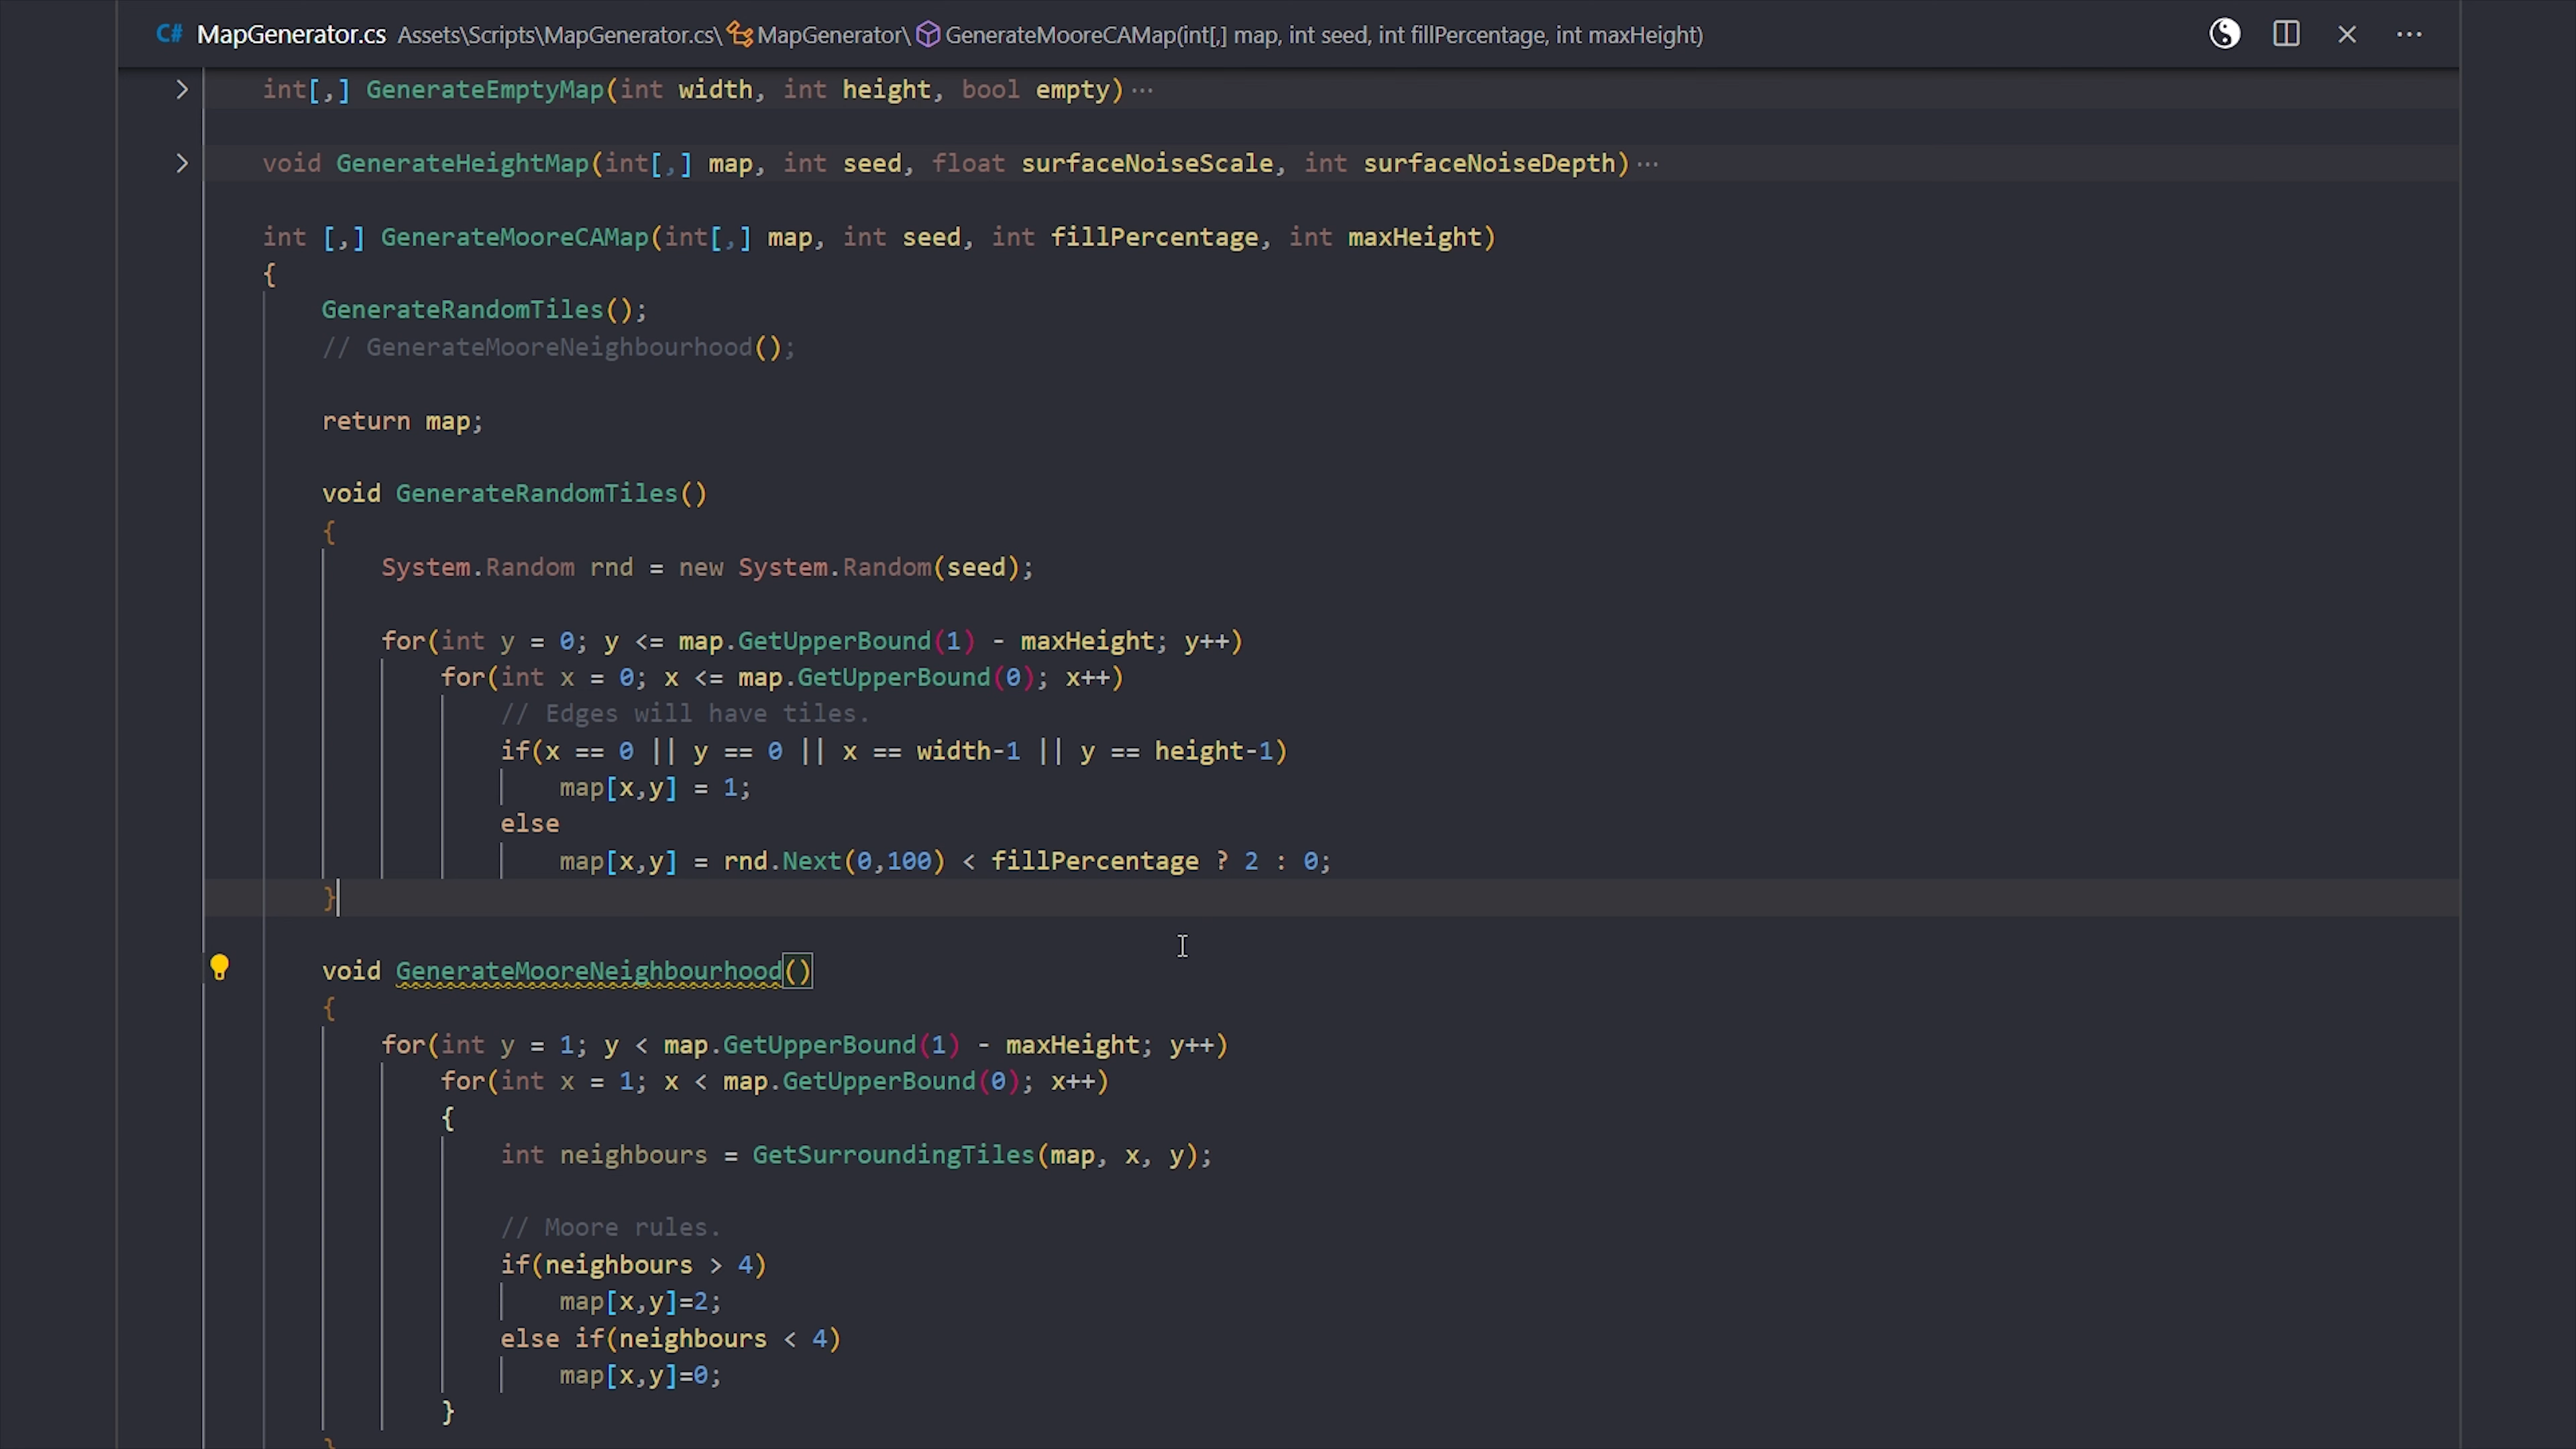 C# MapGenerator.cs Assets\Scripts\MapGenerator.cs\ MapGenerator\ GenerateMooreCAMap(int[,] map, int seed, int fillPercentage, int maxHeight)
int[,] GenerateEmptyMap(int width, int height, bool empty)···
void GenerateHeightMap(int[,] map, int seed, float surfaceNoiseScale, int surfaceNoiseDepth)···
int [,] GenerateMooreCAMap(int[,] map, int seed, int fillPercentage, int maxHeight)
{
GenerateRandomTiles();
// GenerateMooreNeighbourhood();
return map;
void GenerateRandomTiles()
{
System.Random rnd = new System.Random(seed);
for(int y = 0; y <= map.GetUpperBound(1) - maxHeight; y++)
for(int x = 0; x <= map.GetUpperBound(0); x++)
// Edges will have tiles.
if(x == 0 || y == 0 || x == width-1 || y == height-1)
map[x,y] = 1;
else
map[x,y] = rnd.Next(0,100) < fillPercentage ? 2 : 0;
}
void GenerateMooreNeighbourhood()
{
for(int y = 1; y < map.GetUpperBound(1) - maxHeight; y++)
for(int x = 1; x < map.GetUpperBound(0); x++)
{
int neighbours = GetSurroundingTiles(map, x, y);
// Moore rules.
if(neighbours > 4)
map[x,y]=2;
else if(neighbours < 4)
map[x,y]=0;
}
}